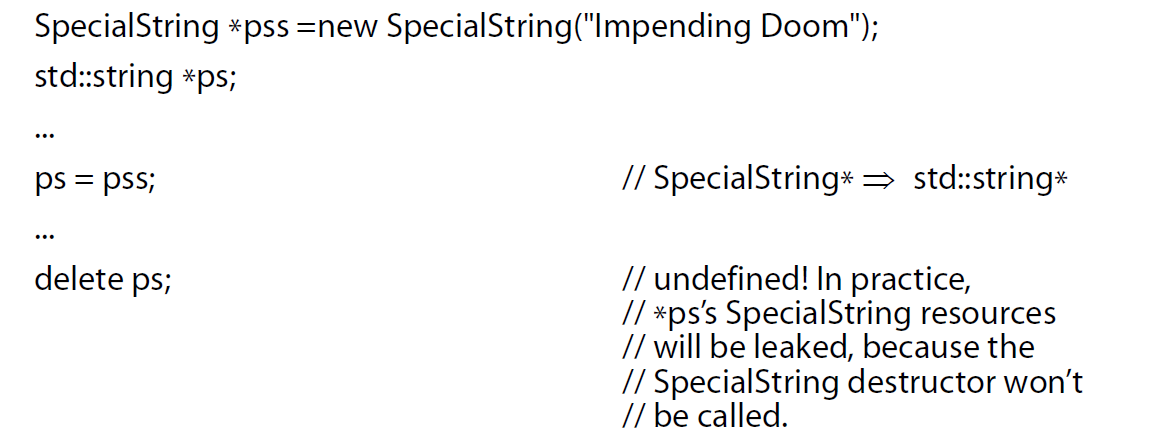 SpecialString *pss =new SpecialString("Impending Doom");
std::string *ps;
...
ps = pss; // SpecialString* ⇒ std::string*
...
delete ps; // undefined! In practice,
// *ps’s SpecialString resources
// will be leaked, because the
// SpecialString destructor won’t
// be called.